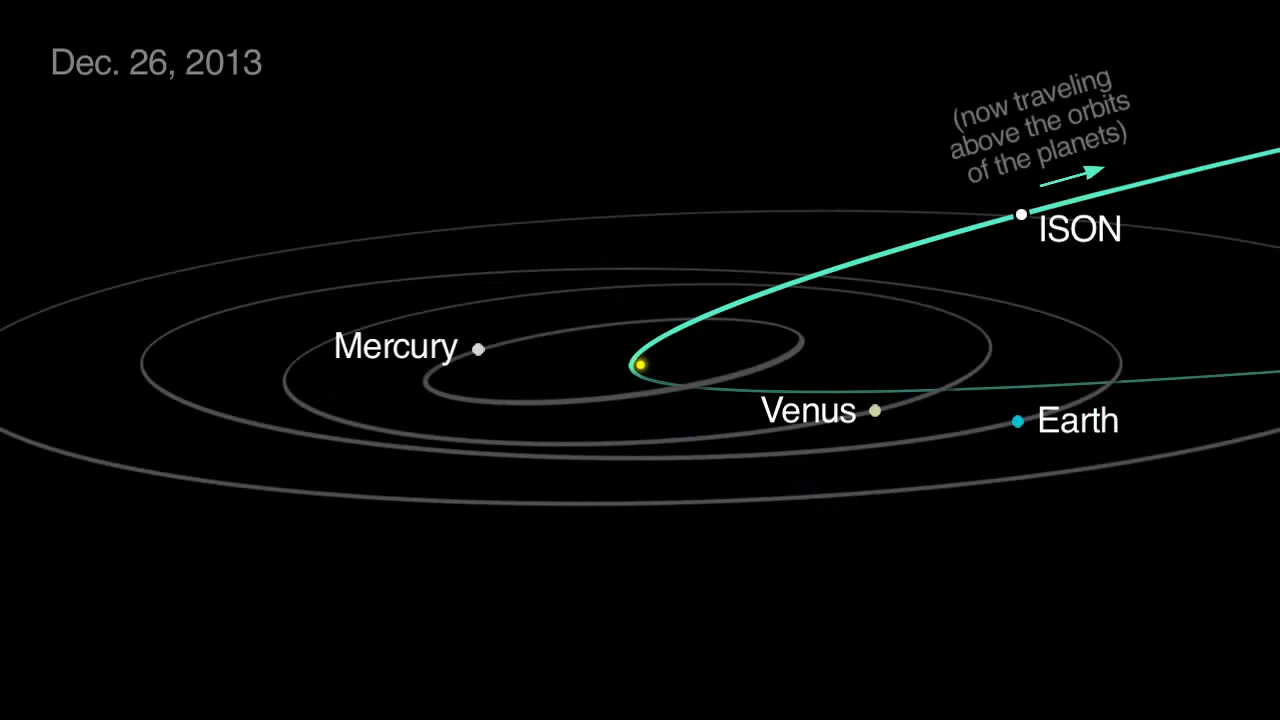 Dec. 26, 2013
(now traveling
above the orbits
of the planets)
ISON
Mercury
Venus
Earth